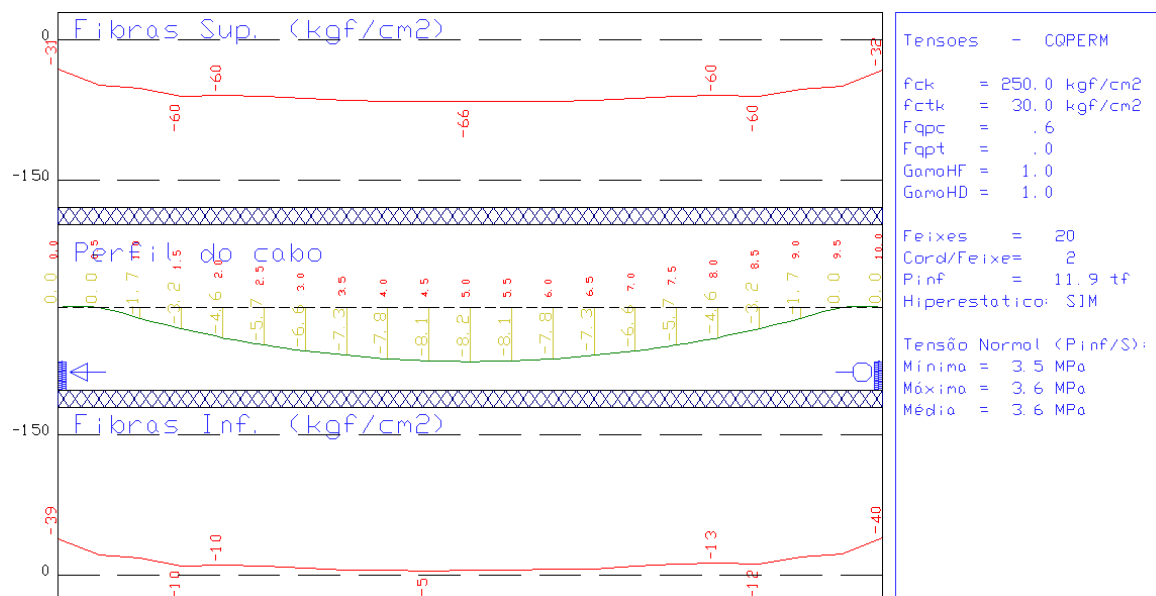 Fibras Sup. (kgf/cm2)
0
-31
-60
-60
-66
-60
-60
-32
-150
Perfil do cabo
0.0 0.5 1.0 1.5 2.0 2.5 3.0 3.5 4.0 4.5 5.0 5.5 6.0 6.5 7.0 7.5 8.0 8.5 9.0 9.5 10.0
0.0 0.0 -1.7 -3.2 -4.6 -5.7 -6.6 -7.3 -7.8 -8.1 -8.2 -8.1 -7.8 -7.3 -6.6 -5.7 -4.6 -3.2 -1.7 0.0 0.0
Fibras Inf. (kgf/cm2)
-150
-39
-10
-10
-5
-13
-12
-40
0
Tensoes - CQPERM
fck = 250.0 kgf/cm2
fctk = 30.0 kgf/cm2
Fqpc = .6
Fqpt = .0
GamaHF = 1.0
GamaHD = 1.0
Feixes = 20
Cord/Feixe= 2
Pinf = 11.9 tf
Hiperestatico: SIM
Tensão Normal (Pinf/S):
Mínima = 3.5 MPa
Máxima = 3.6 MPa
Média = 3.6 MPa